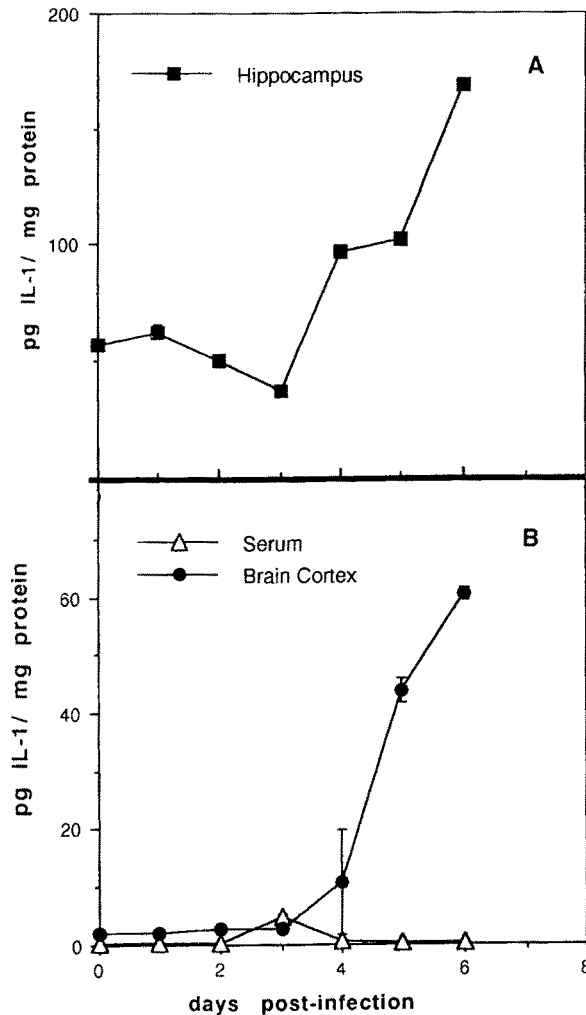 200
Hippocampus
A
100
pg IL-1/ mg protein
Serum
B
Brain Cortex
60
40
20
0
pg IL-1/ mg protein
0 2 4 6 8
days post-infection